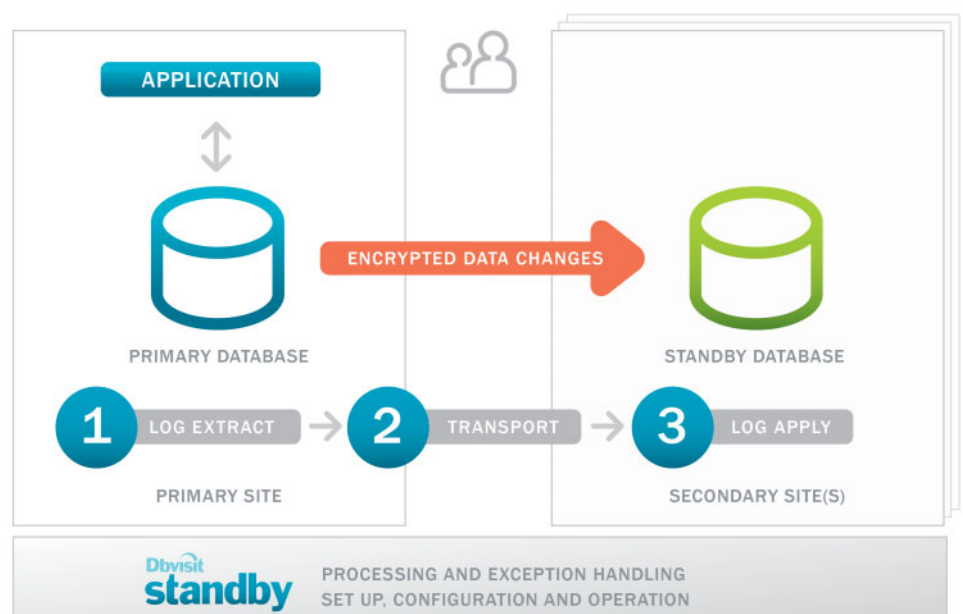 APPLICATION
ENCRYPTED DATA CHANGES
PRIMARY DATABASE
STANDBY DATABASE
1 LOG EXTRACT
2 TRANSPORT
3 LOG APPLY
PRIMARY SITE
SECONDARY SITE(S)
Dbvisit
standby
PROCESSING AND EXCEPTION HANDLING
SET UP, CONFIGURATION AND OPERATION